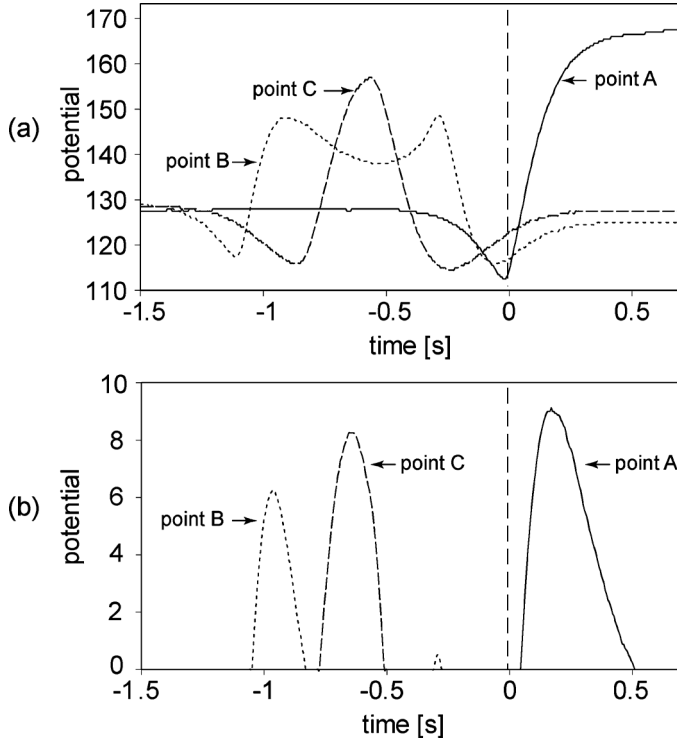 (a)
potential
170
160
150
140
130
120
110
point C
point B
point A
-1.5
-1
-0.5
0
0.5
time [s]
(b)
potential
10
8
6
4
2
0
point B
point C
point A
-1.5
-1
-0.5
0
0.5
time [s]